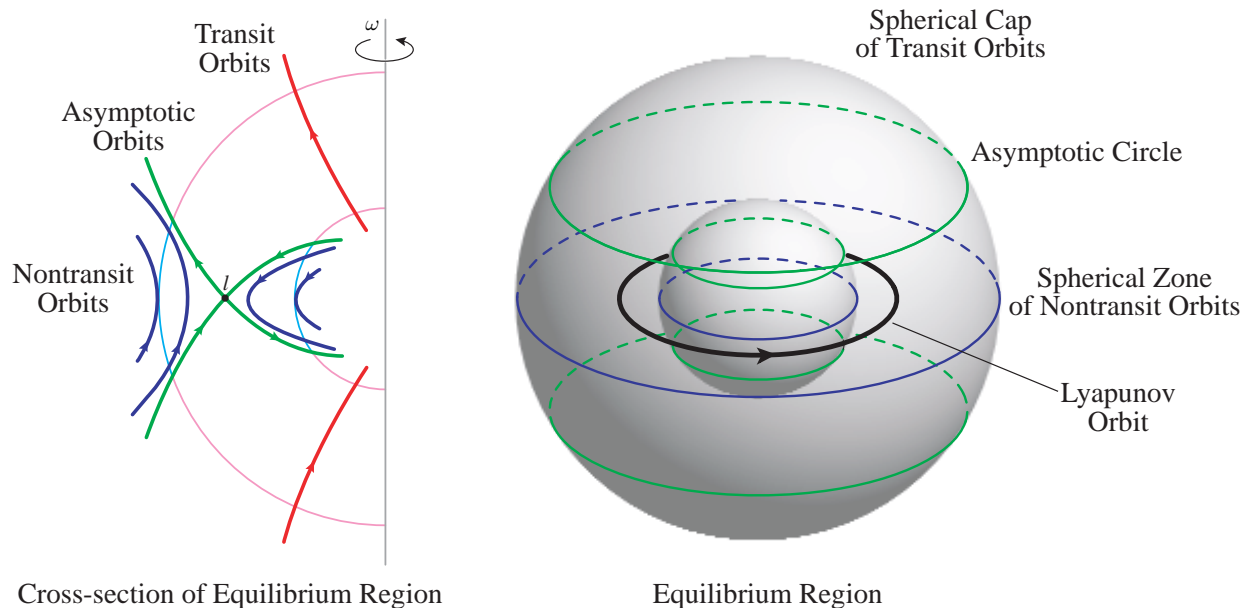 ω
Transit
Orbits
Asymptotic
Orbits
Nontransit
Orbits
l
Cross-section of Equilibrium Region
Spherical Cap
of Transit Orbits
Asymptotic Circle
Spherical Zone
of Nontransit Orbits
Lyapunov
Orbit
Equilibrium Region